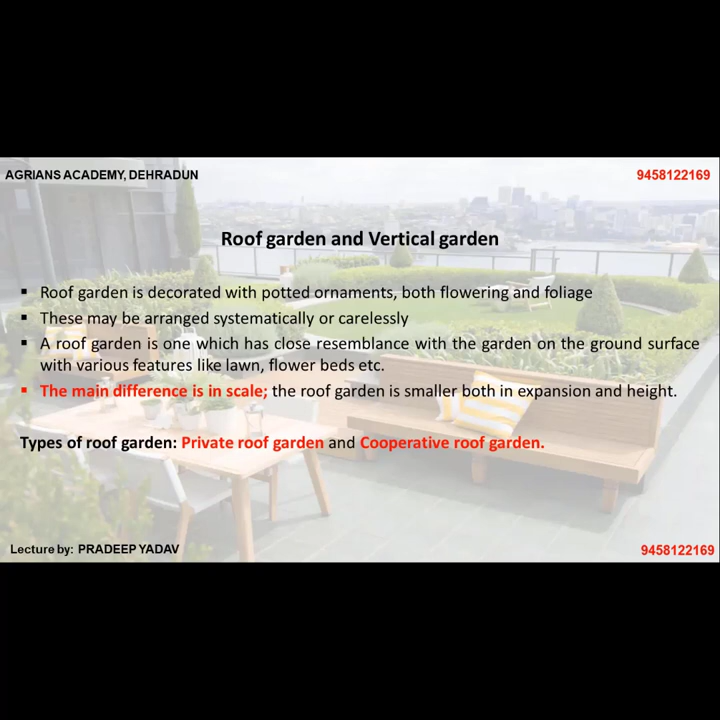 AGRIANS ACADEMY, DEHRADUN
9458122169
Roof garden and Vertical garden
▪ Roof garden is decorated with potted ornaments, both flowering and foliage
▪ These may be arranged systematically or carelessly
▪ A roof garden is one which has close resemblance with the garden on the ground surface
with various features like lawn, flower beds etc.
▪ The main difference is in scale; the roof garden is smaller both in expansion and height.
Types of roof garden: Private roof garden and Cooperative roof garden.
Lecture by: PRADEEP YADAV
9458122169